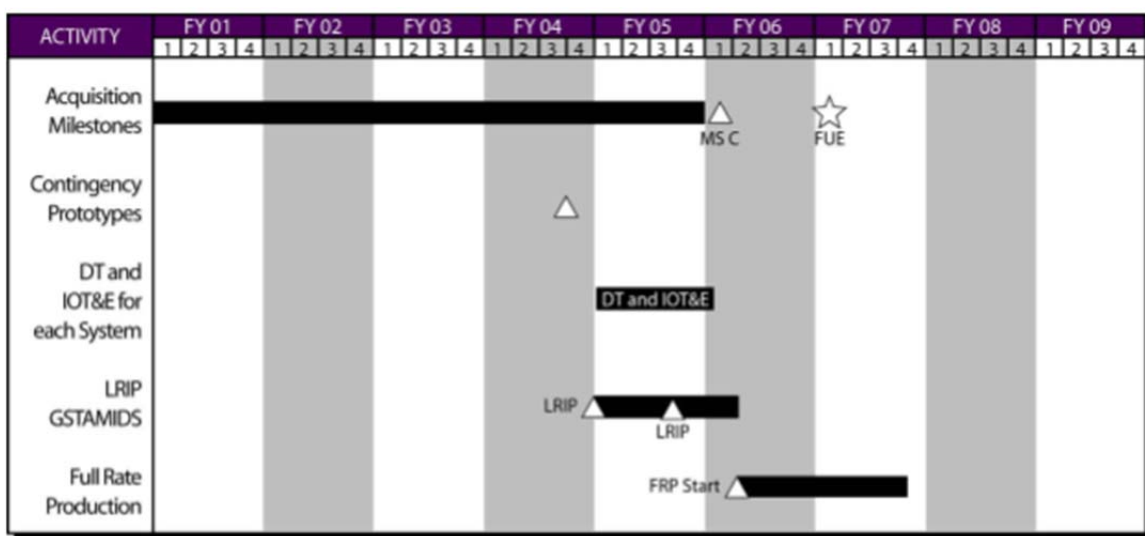 ACTIVITY FY 01 FY 02 FY 03 FY 04 FY 05 FY 06 FY 07 FY 08 FY 09
1 2 3 4 1 2 3 4 1 2 3 4 1 2 3 4 1 2 3 4 1 2 3 4 1 2 3 4 1 2 3 4 1 2 3 4
Acquisition
Milestones
MS C
FUE
Contingency
Prototypes
DT and
IOT&E for
each System
DT and IOT&E
LRIP
GSTAMIDS
LRIP
LRIP
Full Rate
Production
FRP Start